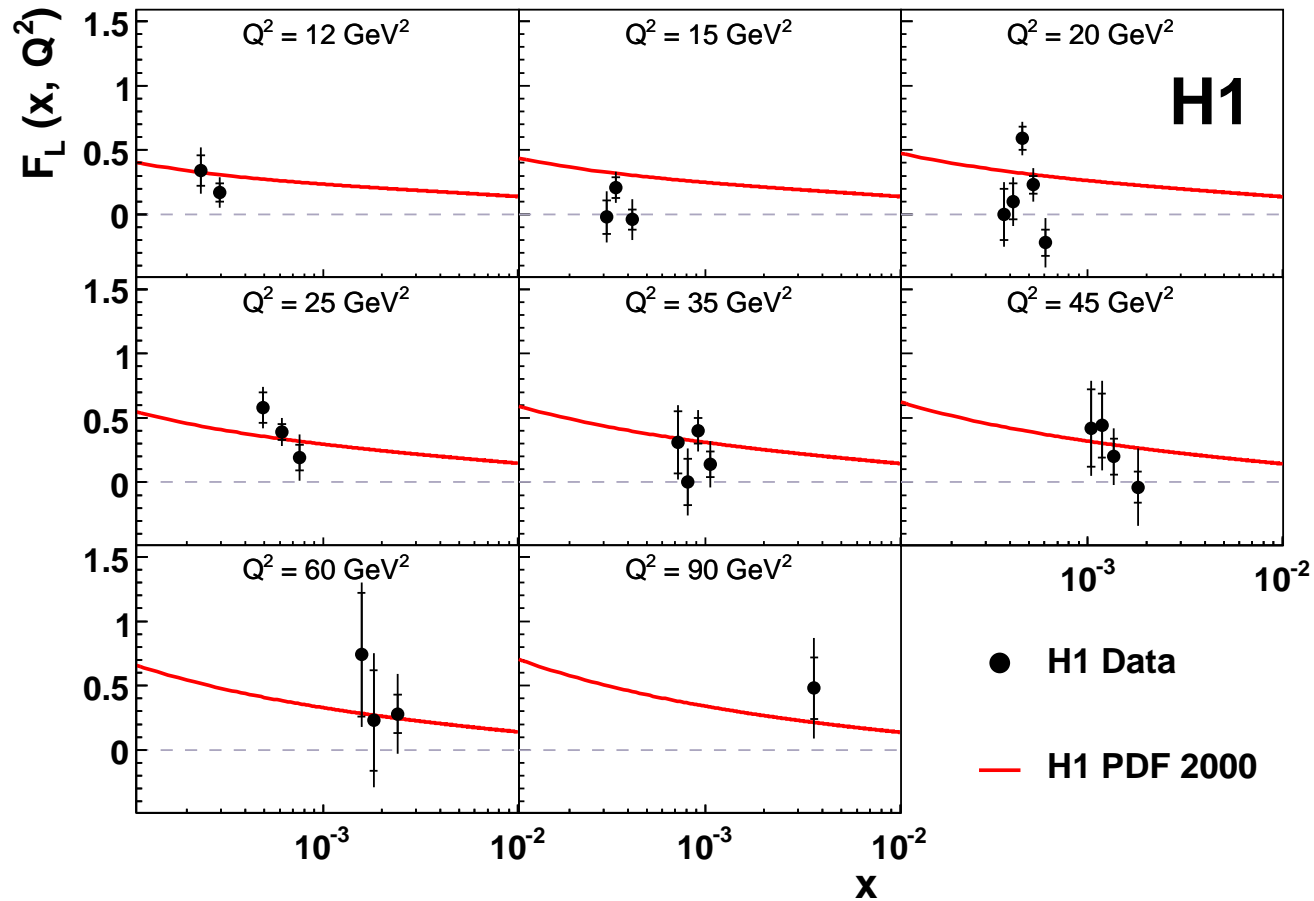 F_L (x, Q²)
1.5
1
0.5
0
Q² = 12 GeV²
Q² = 15 GeV²
Q² = 20 GeV²
H1
1.5
1
0.5
0
Q² = 25 GeV²
Q² = 35 GeV²
Q² = 45 GeV²
10⁻³
10⁻²
1.5
1
0.5
0
Q² = 60 GeV²
Q² = 90 GeV²
H1 Data
H1 PDF 2000
10⁻³
10⁻²
10⁻³
10⁻²
x